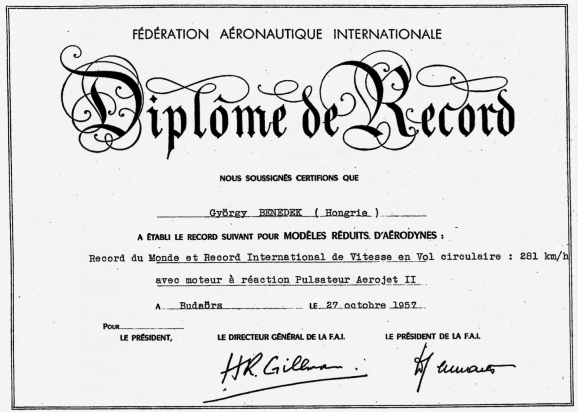 FÉDÉRATION AÉRONAUTIQUE INTERNATIONALE
Diplôme de Record
NOUS SOUSSIGNÉS CERTIFIONS QUE
György BENEDEK ( Hongrie )
A ÉTABLI LE RECORD SUIVANT POUR MODÈLES RÉDUITS D'AÉRODYNES :
Record du Monde et Record International de Vitesse en Vol circulaire : 281 km/h
avec moteur à réaction Pulsateur Aerojet II
A Budaörs LE 27 octobre 1957
POUR
LE PRÉSIDENT, LE DIRECTEUR GÉNÉRAL DE LA F.A.I. LE PRÉSIDENT DE LA F.A.I.
H.R. Gillman